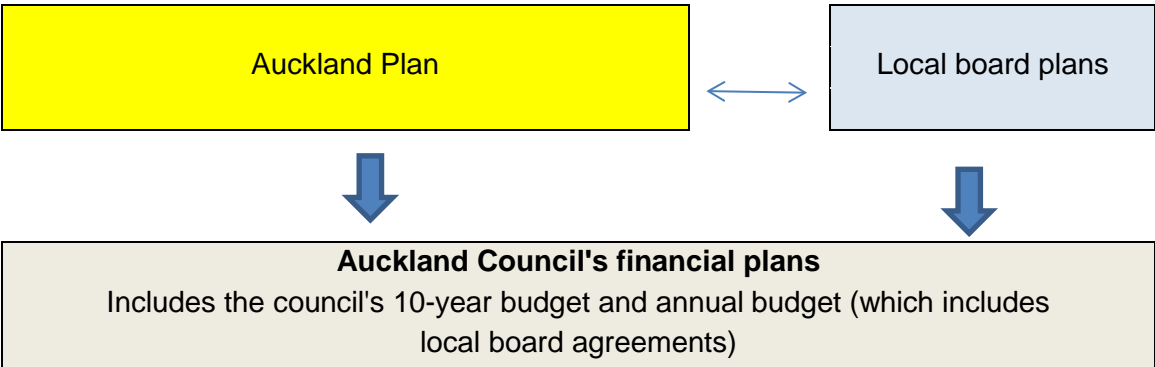 Auckland Plan
Local board plans
Auckland Council's financial plans
Includes the council's 10-year budget and annual budget (which includes
local board agreements)